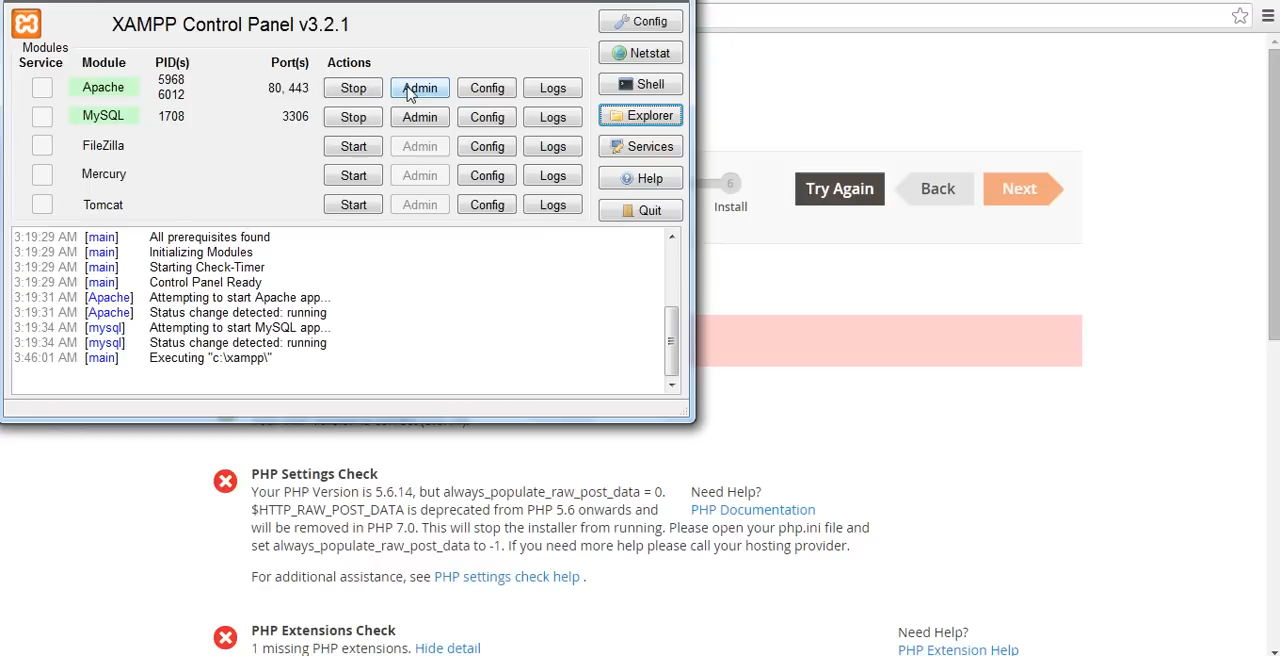 XAMPP Control Panel v3.2.1
Modules
Service Module PID(s) Port(s) Actions
Apache 5968 6012 80, 443 Stop Admin Config Logs
MySQL 1708 3306 Stop Admin Config Logs
FileZilla Start Admin Config Logs
Mercury Start Admin Config Logs
Tomcat Start Admin Config Logs
Config
Netstat
Shell
Explorer
Services
Help
Quit
3:19:29 AM [main] All prerequisites found
3:19:29 AM [main] Initializing Modules
3:19:29 AM [main] Starting Check-Timer
3:19:29 AM [main] Control Panel Ready
3:19:31 AM [Apache] Attempting to start Apache app...
3:19:31 AM [Apache] Status change detected: running
3:19:34 AM [mysql] Attempting to start MySQL app...
3:19:34 AM [mysql] Status change detected: running
3:46:01 AM [main] Executing "c:\xampp\"
6
Install
Try Again
Back
Next
PHP Settings Check
Your PHP Version is 5.6.14, but always_populate_raw_post_data = 0.
$HTTP_RAW_POST_DATA is deprecated from PHP 5.6 onwards and
will be removed in PHP 7.0. This will stop the installer from running. Please open your php.ini file and
set always_populate_raw_post_data to -1. If you need more help please call your hosting provider.
Need Help?
PHP Documentation
For additional assistance, see PHP settings check help .
PHP Extensions Check
1 missing PHP extensions. Hide detail
Need Help?
PHP Extension Help